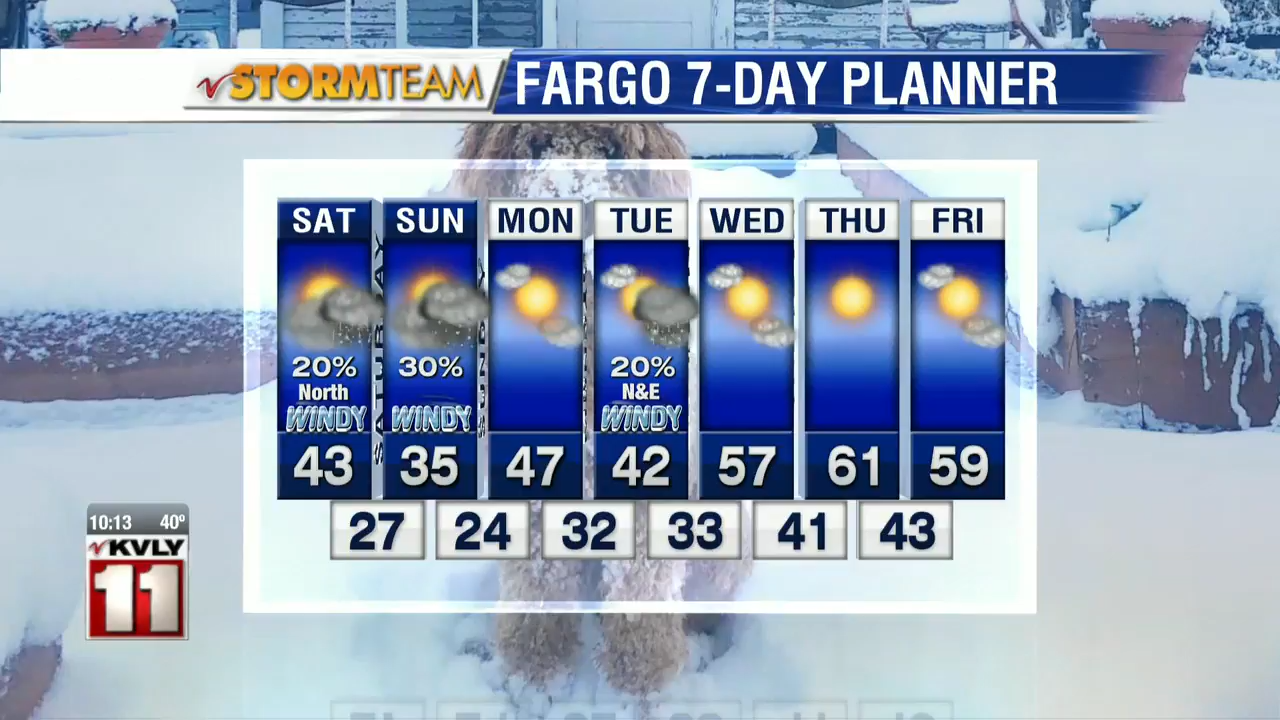 STORMTEAM FARGO 7-DAY PLANNER
SAT SUN MON TUE WED THU FRI
20% 30% 20%
North N&E
WINDY WINDY WINDY
43 35 47 42 57 61 59
27 24 32 33 41 43
10:13 40º
KVLY
11